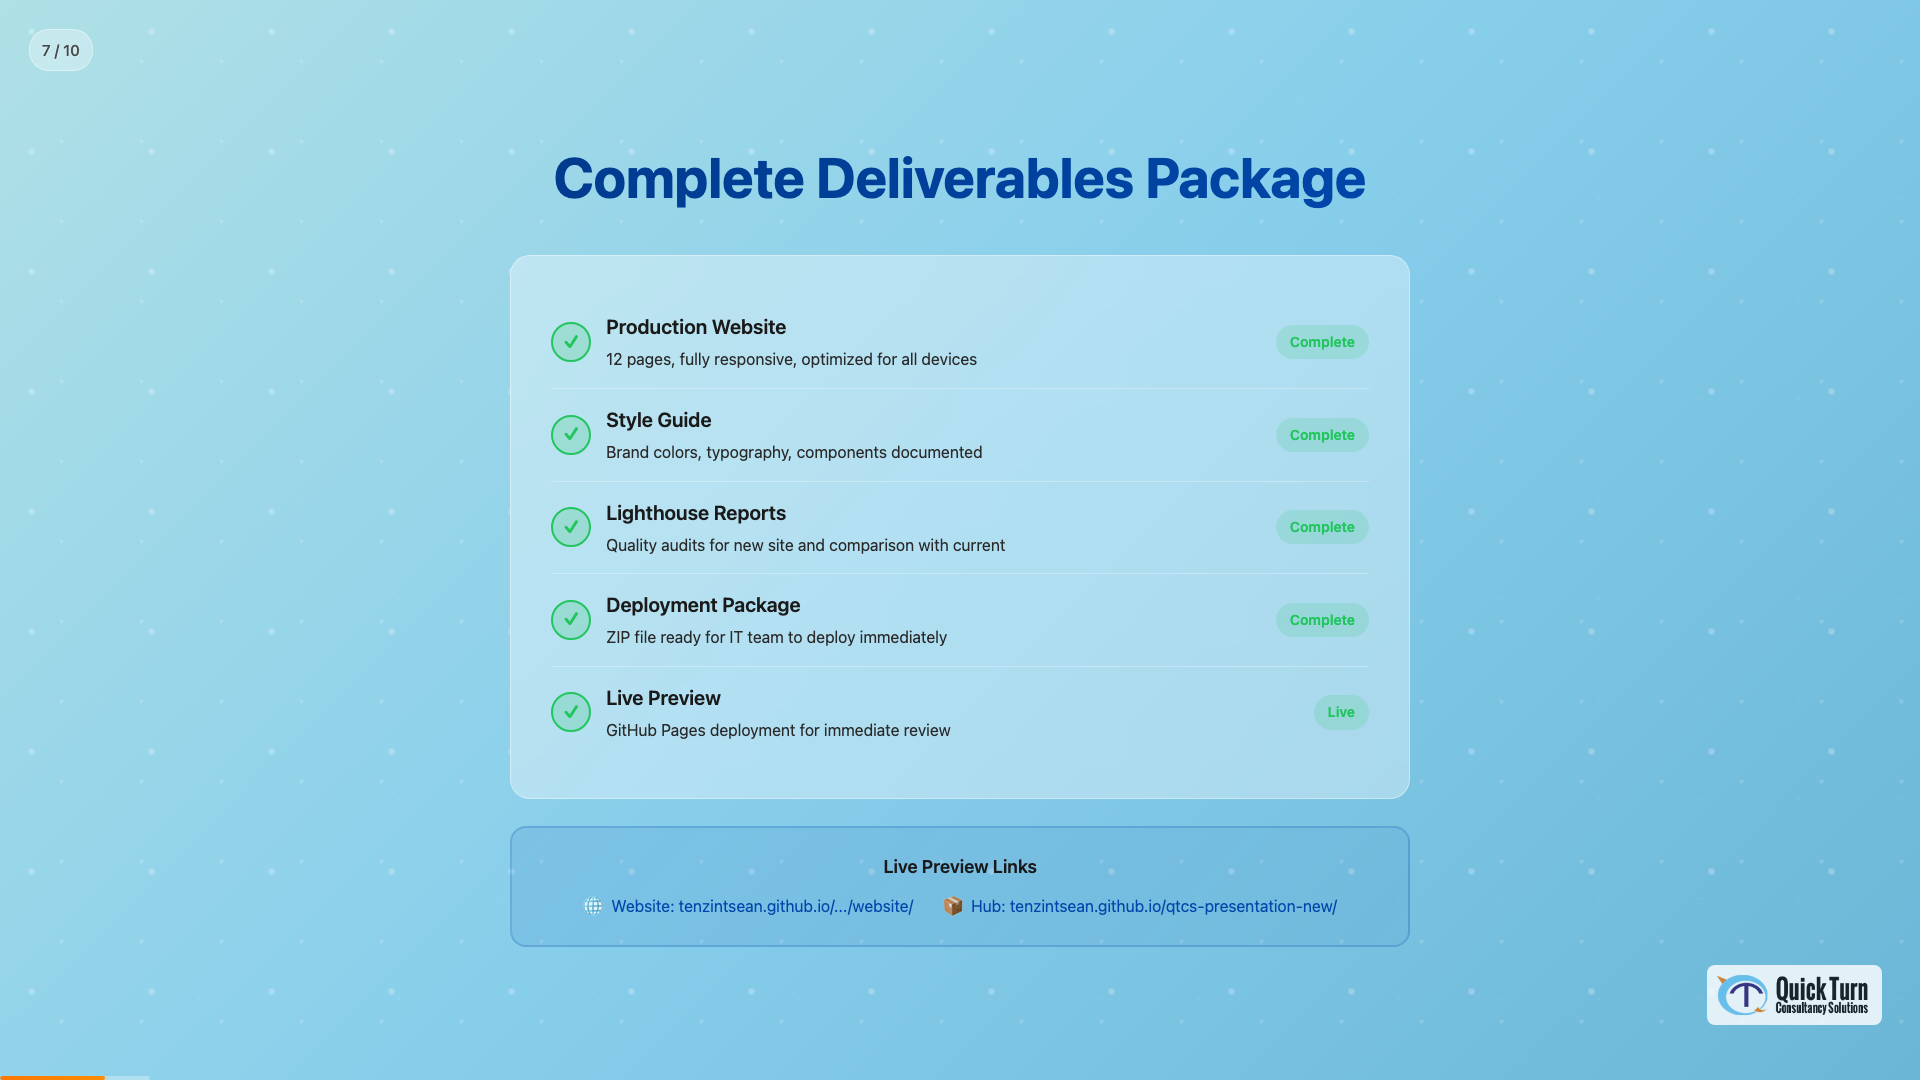 7 / 10
Complete Deliverables Package
Production Website
12 pages, fully responsive, optimized for all devices
Complete
Style Guide
Brand colors, typography, components documented
Complete
Lighthouse Reports
Quality audits for new site and comparison with current
Complete
Deployment Package
ZIP file ready for IT team to deploy immediately
Complete
Live Preview
GitHub Pages deployment for immediate review
Live
Live Preview Links
Website: tenzintsean.github.io/.../website/
Hub: tenzintsean.github.io/qtcs-presentation-new/
Quick Turn
Consultancy Solutions